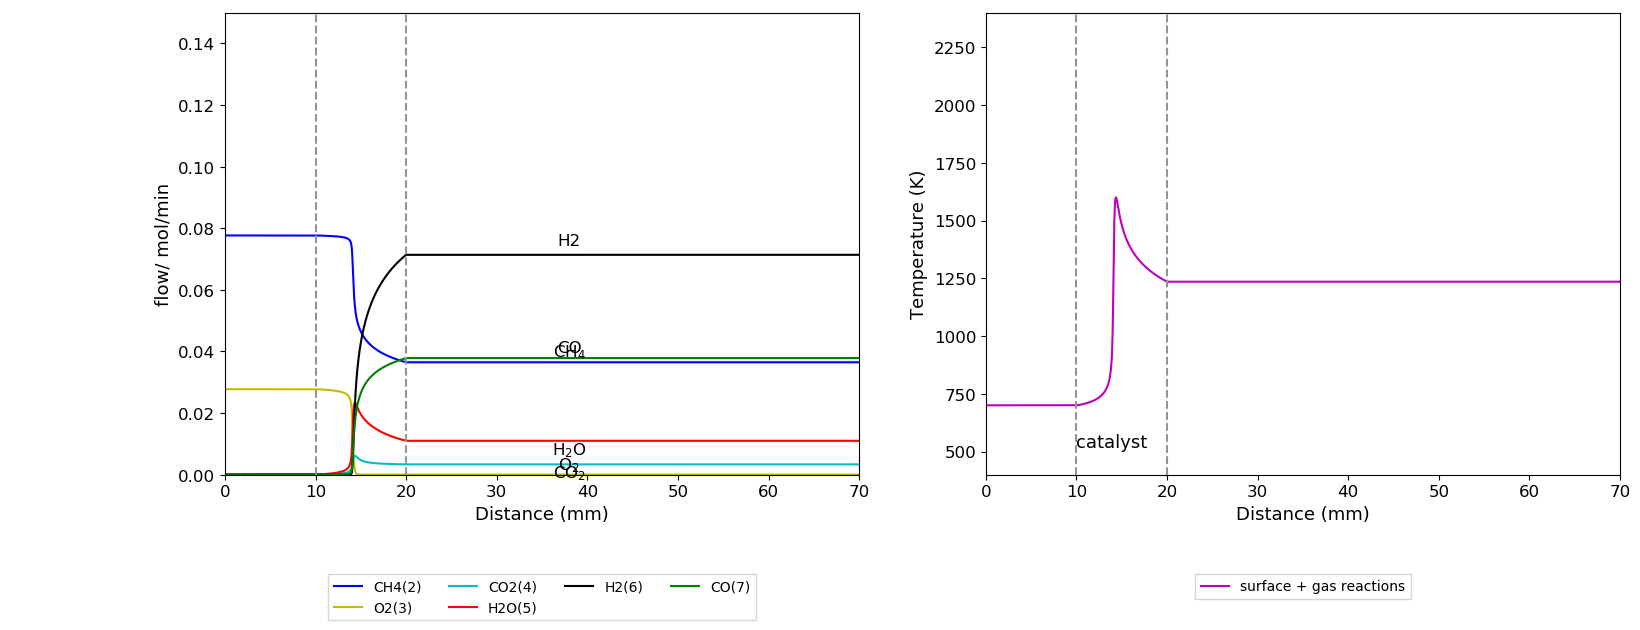 0.14
0.12
0.10
0.08
0.06
0.04
0.02
0.00
flow/ mol/min
H2
CO
CH4
H2O
O2
CO2
0 10 20 30 40 50 60 70
Distance (mm)
CH4(2) CO2(4) H2(6) CO(7)
O2(3) H2O(5)
2250
2000
1750
1500
1250
1000
750
500
Temperature (K)
catalyst
0 10 20 30 40 50 60 70
Distance (mm)
surface + gas reactions